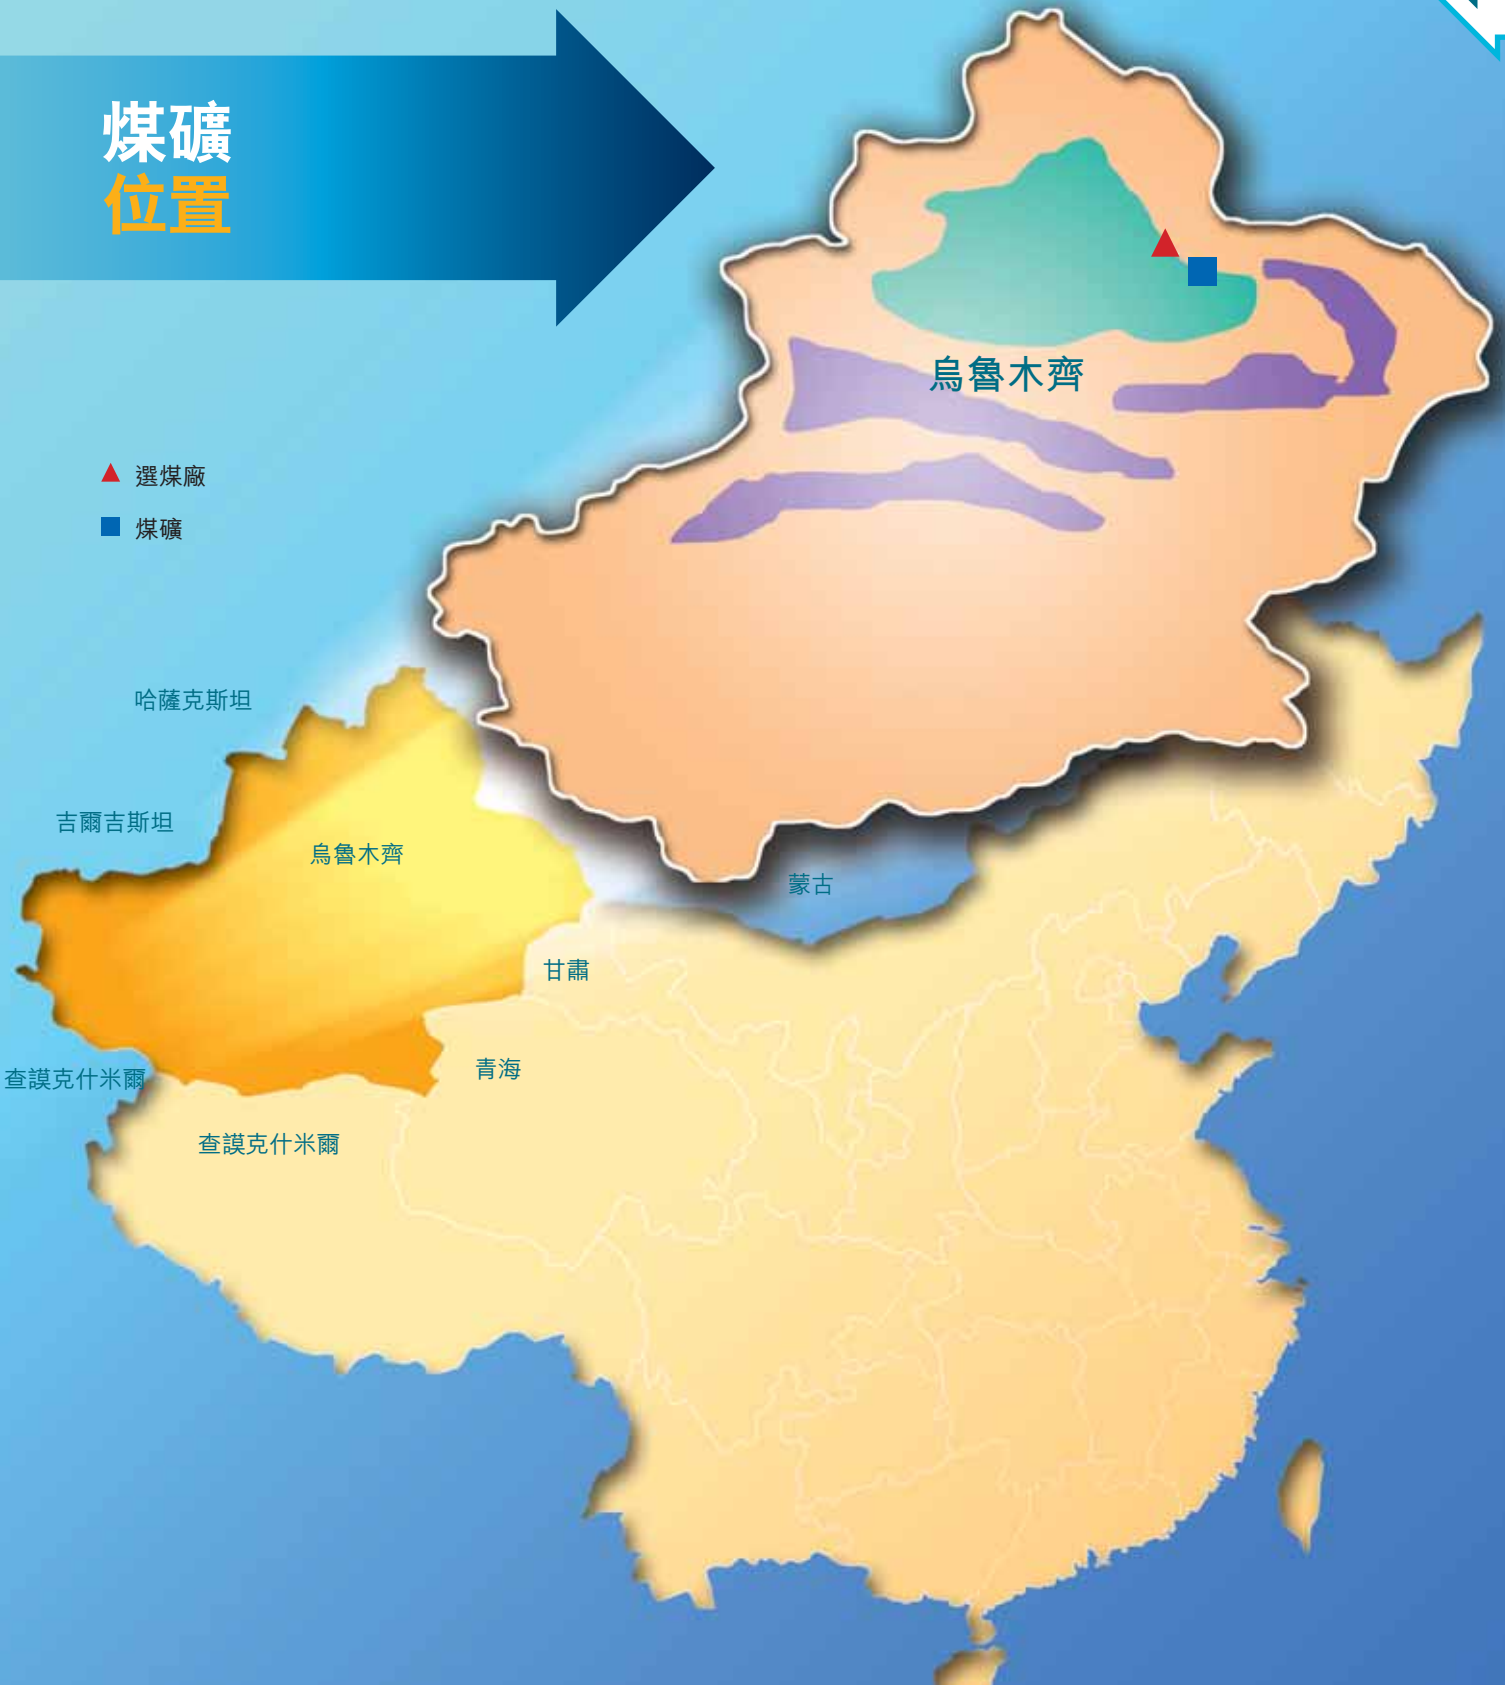 煤礦
位置
烏魯木齊
選煤廠
煤礦
哈薩克斯坦
吉爾吉斯坦
烏魯木齊
蒙古
甘肅
青海
查謨克什米爾
查謨克什米爾